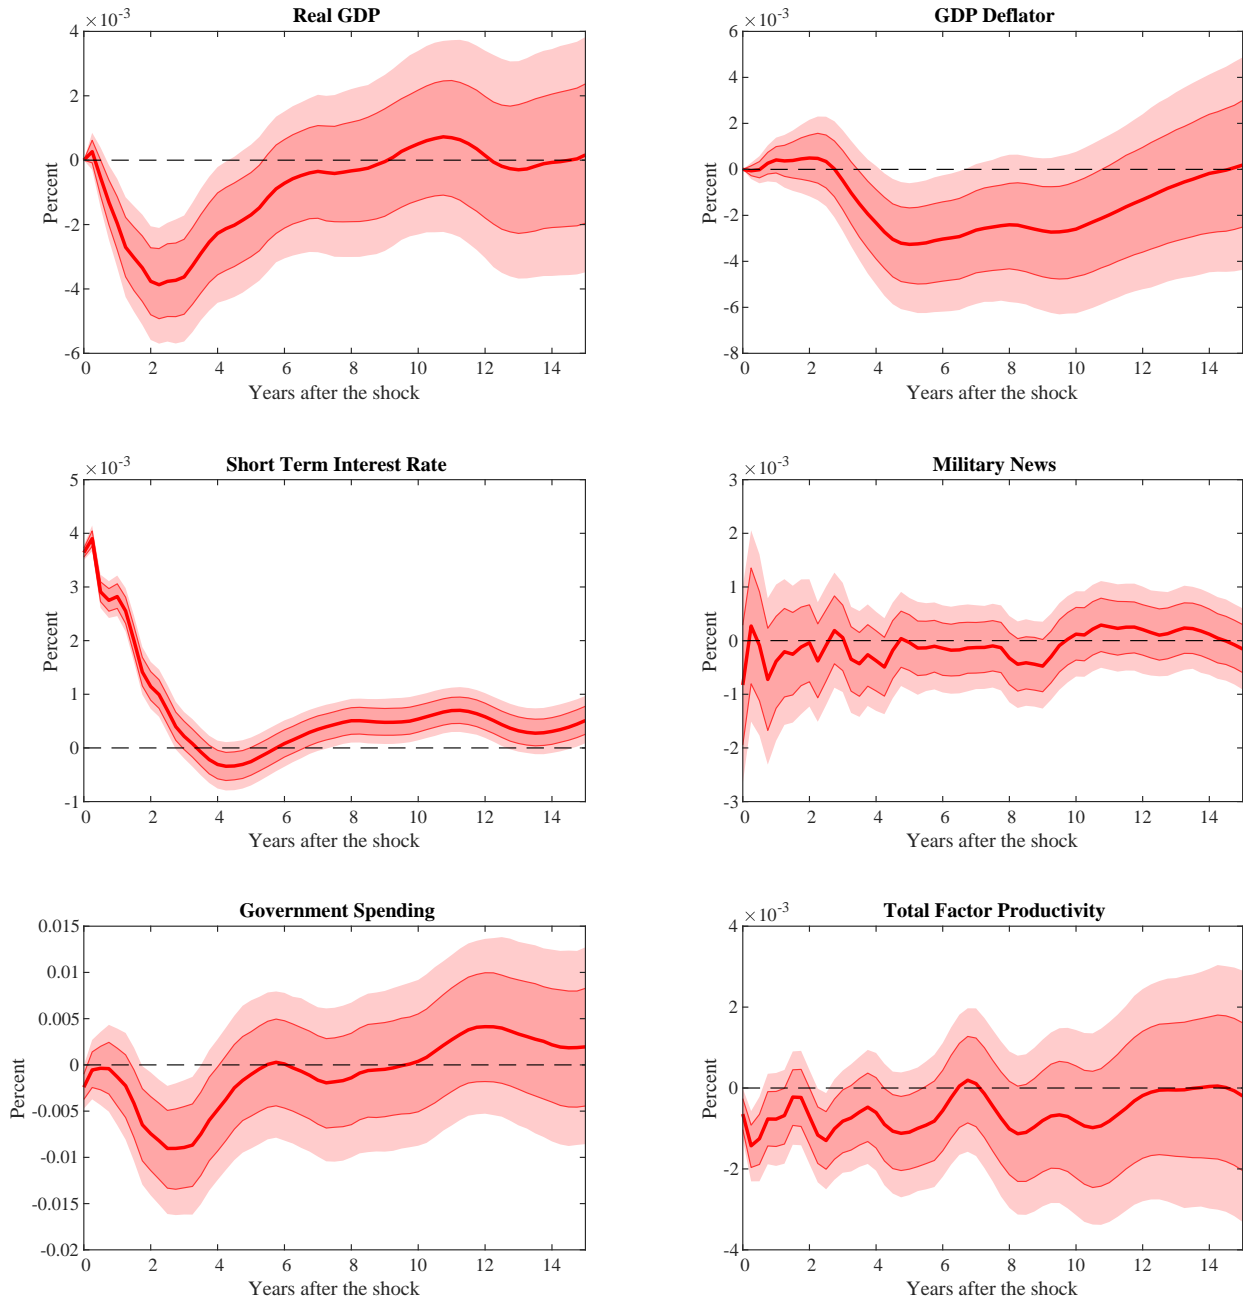 Real GDP
×10-3
4
2
0
-2
-4
-6
Percent
0 2 4 6 8 10 12 14
Years after the shock
GDP Deflator
×10-3
6
4
2
0
-2
-4
-6
-8
Percent
0 2 4 6 8 10 12 14
Years after the shock
Short Term Interest Rate
×10-3
5
4
3
2
1
0
-1
Percent
0 2 4 6 8 10 12 14
Years after the shock
Military News
×10-3
3
2
1
0
-1
-2
-3
Percent
0 2 4 6 8 10 12 14
Years after the shock
Government Spending
0.015
0.01
0.005
0
-0.005
-0.01
-0.015
-0.02
Percent
0 2 4 6 8 10 12 14
Years after the shock
Total Factor Productivity
×10-3
4
2
0
-2
-4
Percent
0 2 4 6 8 10 12 14
Years after the shock